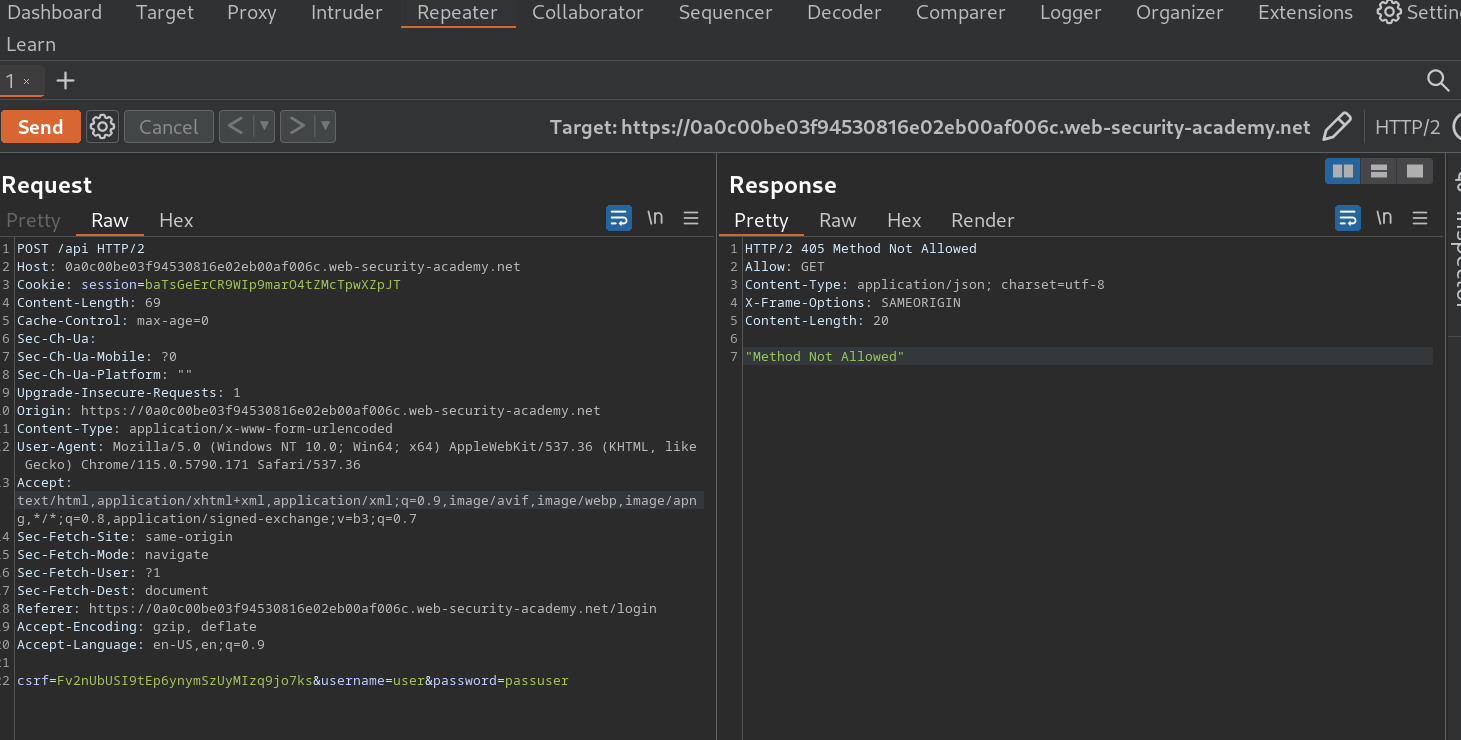 Dashboard Target Proxy Intruder Repeater Collaborator Sequencer Decoder Comparer Logger Organizer Extensions
Learn
1 × +
Send Cancel < > Target: https://0a0c00be03f94530816e02eb00af006c.web-security-academy.net HTTP/2
Request
Pretty Raw Hex \n
1 POST /api HTTP/2
2 Host: 0a0c00be03f94530816e02eb00af006c.web-security-academy.net
3 Cookie: session=baTsGeErCR9WIp9marO4tZMcTpwXZpJT
4 Content-Length: 69
5 Cache-Control: max-age=0
6 Sec-Ch-Ua:
7 Sec-Ch-Ua-Mobile: ?0
8 Sec-Ch-Ua-Platform: ""
9 Upgrade-Insecure-Requests: 1
0 Origin: https://0a0c00be03f94530816e02eb00af006c.web-security-academy.net
1 Content-Type: application/x-www-form-urlencoded
2 User-Agent: Mozilla/5.0 (Windows NT 10.0; Win64; x64) AppleWebKit/537.36 (KHTML, like
Gecko) Chrome/115.0.5790.171 Safari/537.36
3 Accept:
text/html,application/xhtml+xml,application/xml;q=0.9,image/avif,image/webp,image/apn
g,*/*;q=0.8,application/signed-exchange;v=b3;q=0.7
4 Sec-Fetch-Site: same-origin
5 Sec-Fetch-Mode: navigate
6 Sec-Fetch-User: ?1
7 Sec-Fetch-Dest: document
8 Referer: https://0a0c00be03f94530816e02eb00af006c.web-security-academy.net/login
9 Accept-Encoding: gzip, deflate
20 Accept-Language: en-US,en;q=0.9
21
22 csrf=Fv2nUbUSI9tEp6ynymSzUyMIzq9jo7ks&username=user&password=passuser
Response
Pretty Raw Hex Render \n
1 HTTP/2 405 Method Not Allowed
2 Allow: GET
3 Content-Type: application/json; charset=utf-8
4 X-Frame-Options: SAMEORIGIN
5 Content-Length: 20
6
7 "Method Not Allowed"